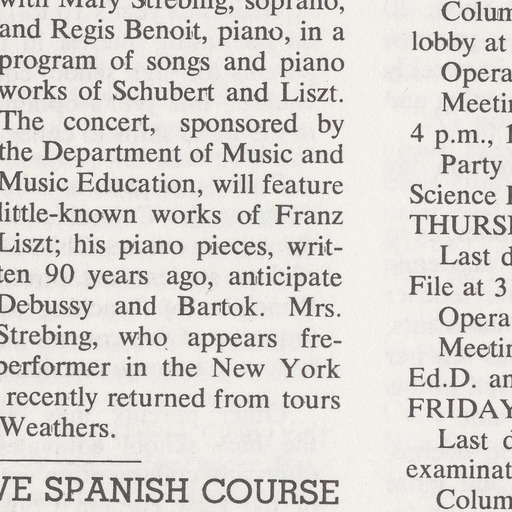 with Mary Strebing, soprano,
and Regis Benoit, piano, in a
program of songs and piano
works of Schubert and Liszt.
The concert, sponsored by
the Department of Music and
Music Education, will feature
little-known works of Franz
Liszt; his piano pieces, writ-
ten 90 years ago, anticipate
Debussy and Bartok. Mrs.
Strebing, who appears fre-
performer in the New York
recently returned from tours
Weathers.
VE SPANISH COURSE
Colum
lobby at
Opera
Meetin
4 p.m., 1
Party
Science
THURS
Last d
File at 3
Opera
Meetin
Ed.D. an
FRIDAY
Last d
examinat
Colum